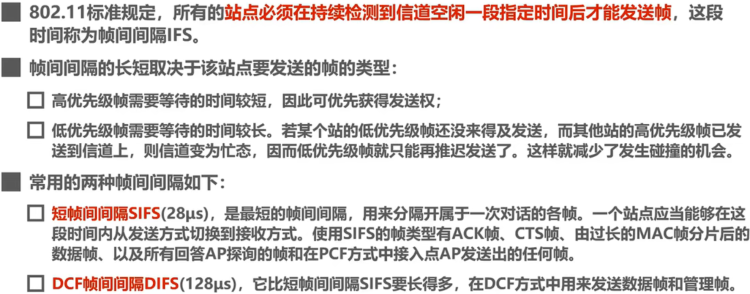 802.11标准规定，所有的站点必须在持续检测到信道空闲一段指定时间后才能发送帧，这段
时间称为帧间间隔IFS。
帧间间隔的长短取决于该站点要发送的帧的类型：
高优先级帧需要等待的时间较短，因此可优先获得发送权；
低优先级帧需要等待的时间较长。若某个站的低优先级帧还没来得及发送，而其他站的高优先级帧已发
送到信道上，则信道变为忙态，因而低优先级帧就只能再推迟发送了。这样就减少了发生碰撞的机会。
常用的两种帧间间隔如下：
短帧间间隔SIFS(28μs)，是最短的帧间间隔，用来分隔开属于一次对话的各帧。一个站点应当能够在这
段时间内从发送方式切换到接收方式。使用SIFS的帧类型有ACK帧、CTS帧、由过长的MAC帧分片后的
数据帧、以及所有回答AP探询的帧和在PCF方式中接入点AP发送出的任何帧。
DCF帧间间隔DIFS(128μs)，它比短帧间间隔SIFS要长得多，在DCF方式中用来发送数据帧和管理帧。